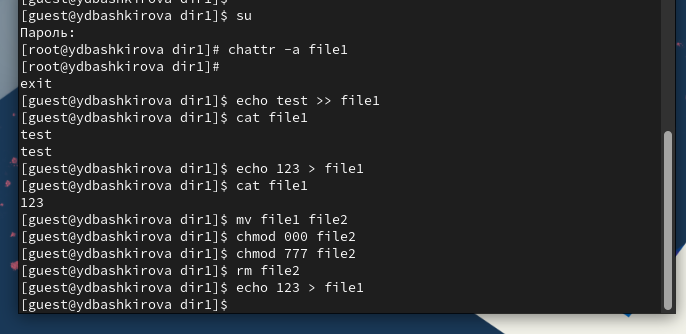 [guest@ydbashkirova dir1]$
[guest@ydbashkirova dir1]$ su
Пароль:
[root@ydbashkirova dir1]# chattr -a file1
[root@ydbashkirova dir1]#
exit
[guest@ydbashkirova dir1]$ echo test >> file1
[guest@ydbashkirova dir1]$ cat file1
test
test
[guest@ydbashkirova dir1]$ echo 123 > file1
[guest@ydbashkirova dir1]$ cat file1
123
[guest@ydbashkirova dir1]$ mv file1 file2
[guest@ydbashkirova dir1]$ chmod 000 file2
[guest@ydbashkirova dir1]$ chmod 777 file2
[guest@ydbashkirova dir1]$ rm file2
[guest@ydbashkirova dir1]$ echo 123 > file1
[guest@ydbashkirova dir1]$